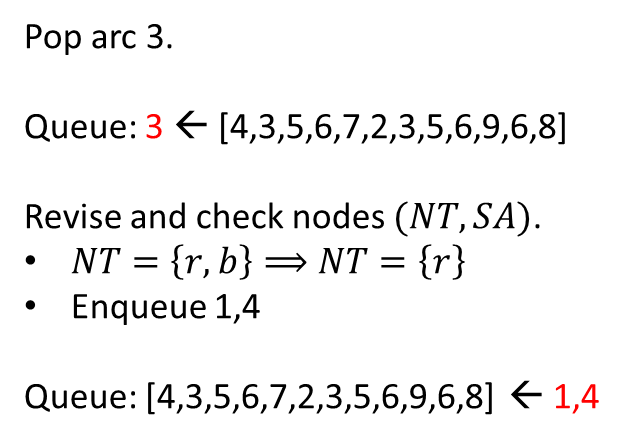 Pop arc 3.
Queue: 3 ← [4,3,5,6,7,2,3,5,6,9,6,8]
Revise and check nodes (NT, SA).
• NT = {r, b} ⟹ NT = {r}
• Enqueue 1,4
Queue: [4,3,5,6,7,2,3,5,6,9,6,8] ← 1,4